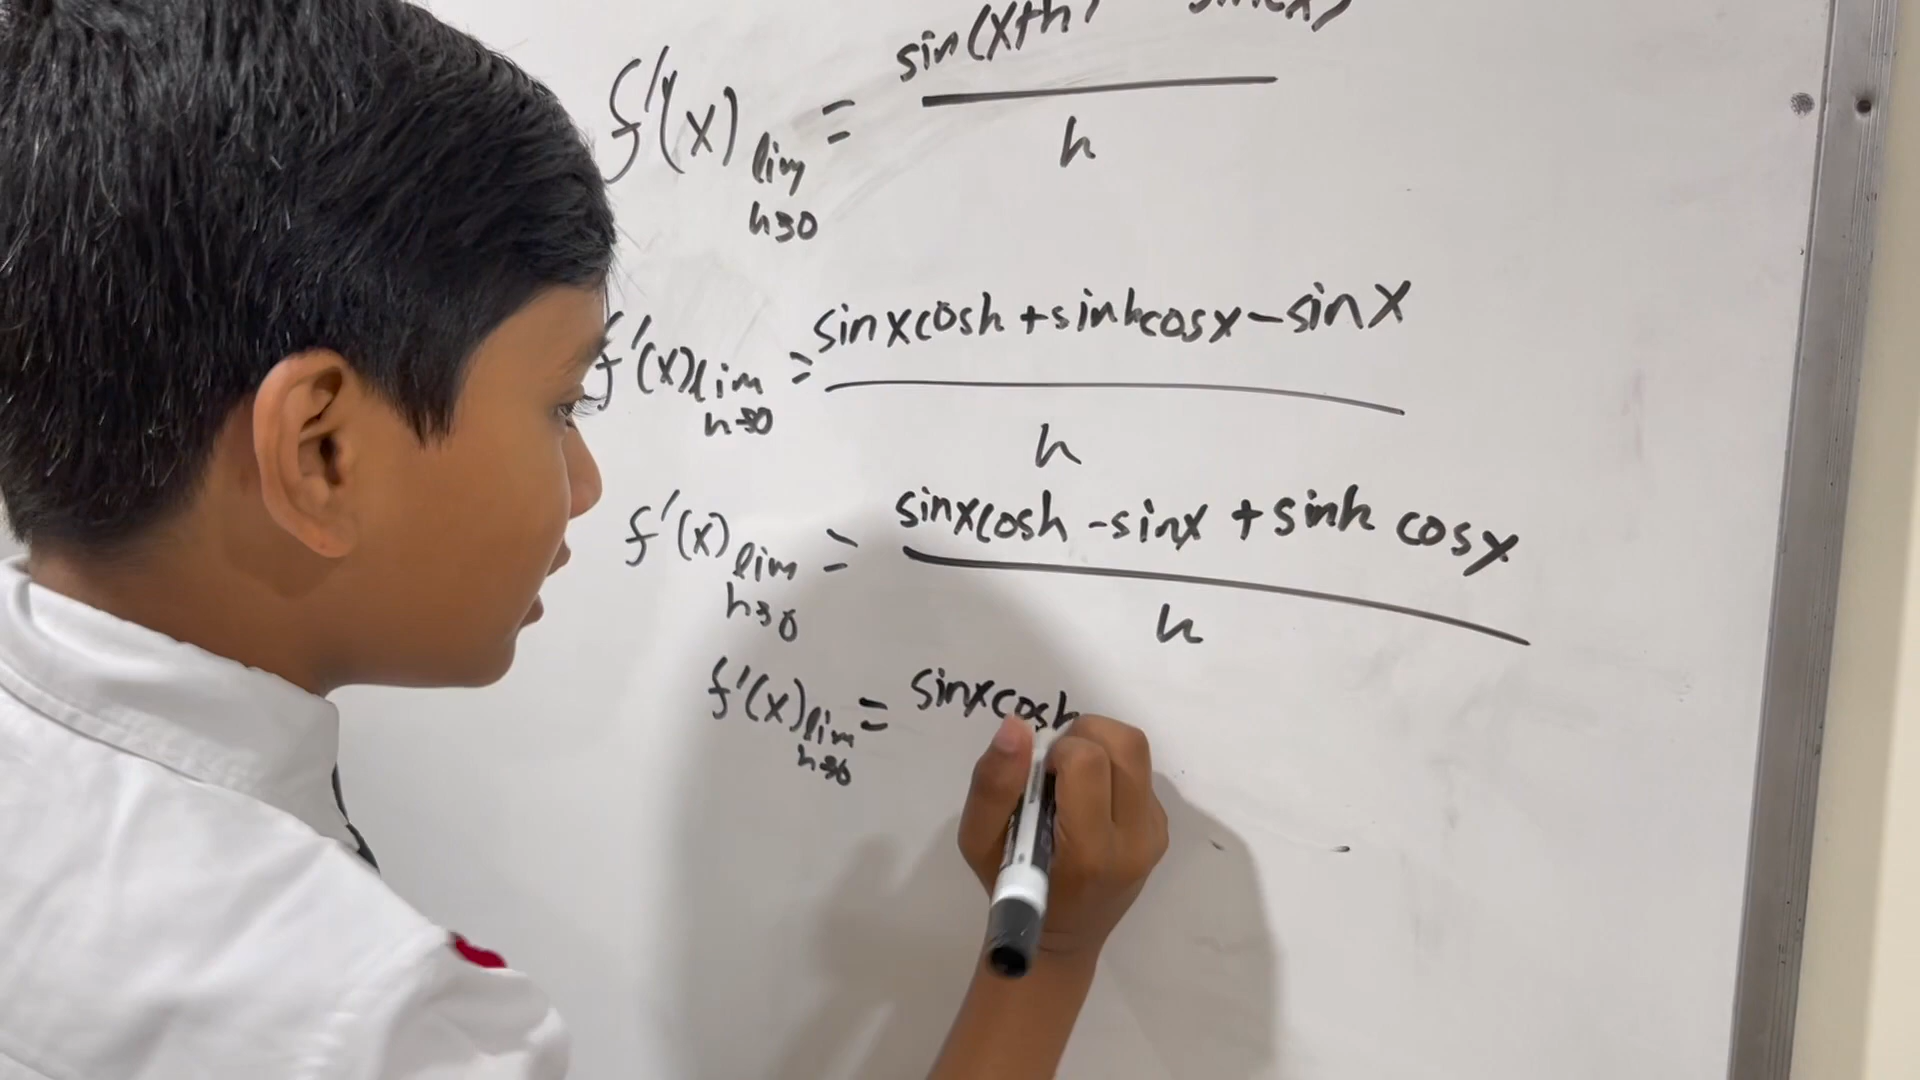 f'(x) lim h→0 = sin(x+h) - sin(x) / h
f'(x) lim h→0 = sinxcosh + sinhcosx - sinx / h
f'(x) lim h→0 = sinxcosh - sinx + sinh cosx / h
f'(x) lim h→0 = sinxcosh